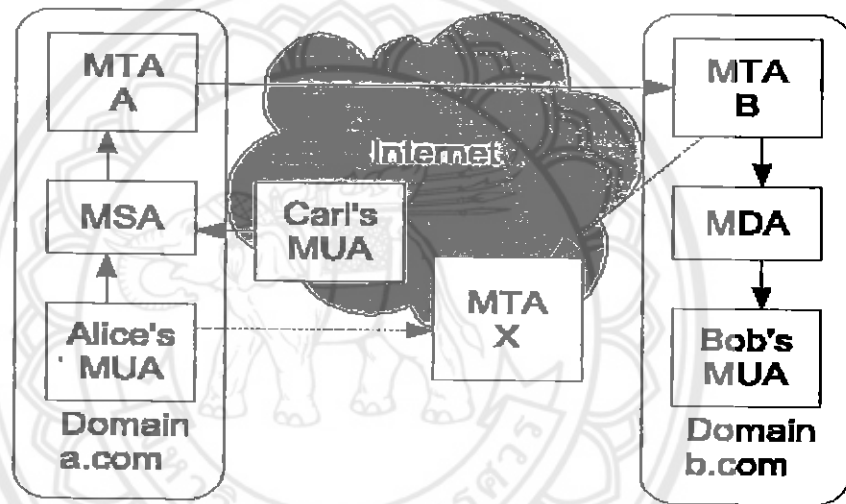 MTA
A
MTA
B
Internet
MSA
Carl's
MUA
MDA
MTA
X
Alice's
MUA
Bob's
MUA
Domain
a.com
Domain
b.com